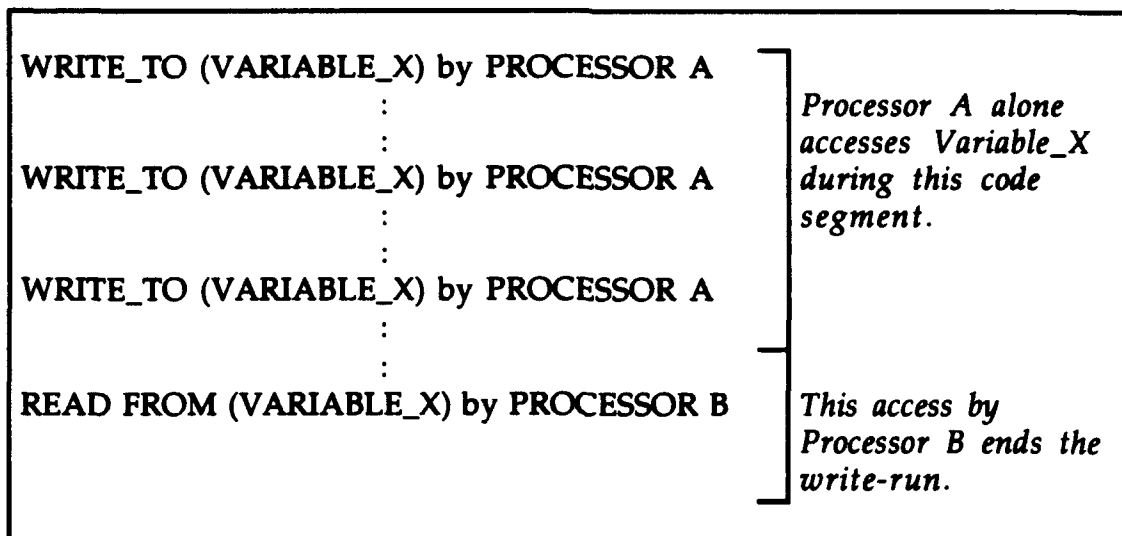 WRITE_TO (VARIABLE_X) by PROCESSOR A
:
:
Processor A alone
accesses Variable_X
during this code
segment.
WRITE_TO (VARIABLE_X) by PROCESSOR A
:
:
WRITE_TO (VARIABLE_X) by PROCESSOR A
:
:
READ FROM (VARIABLE_X) by PROCESSOR B
This access by
Processor B ends the
write-run.